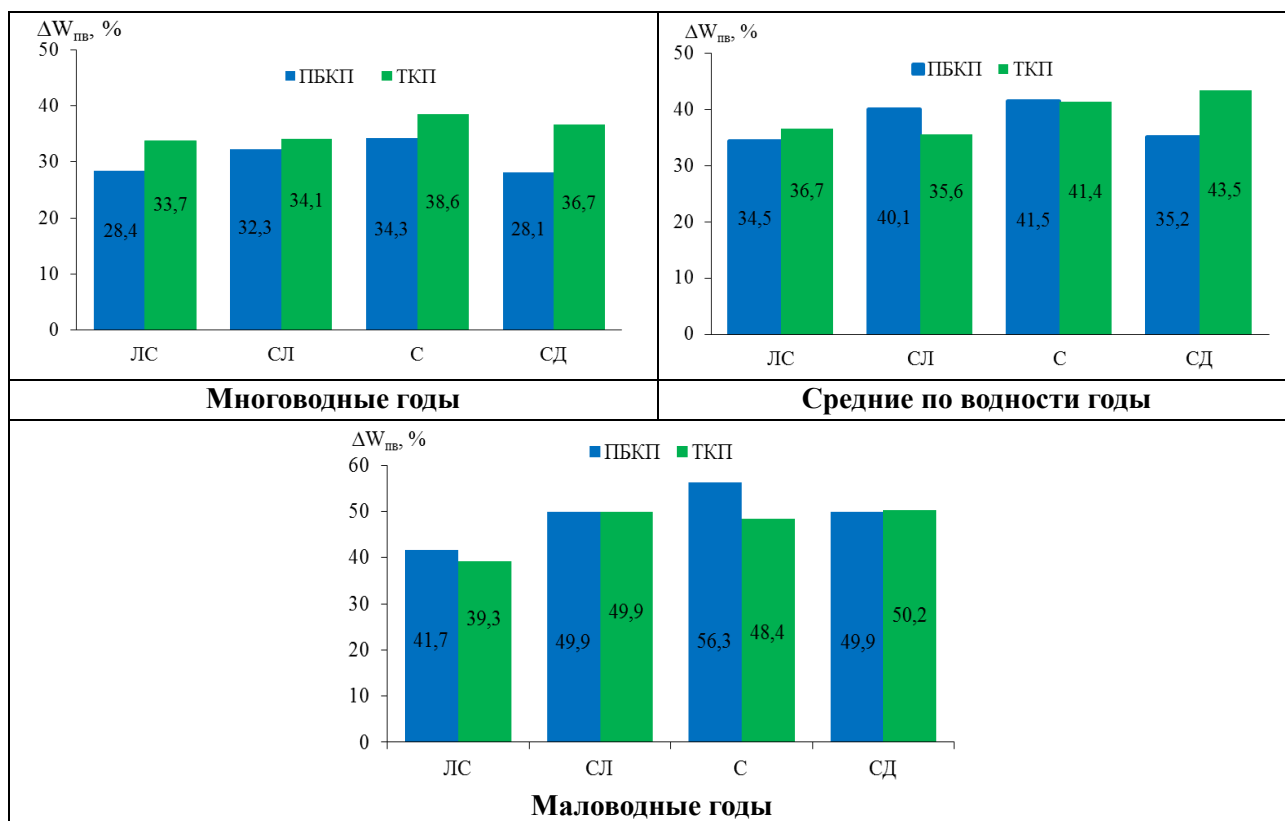 ΔWпв, %
ПБКП ТКП
50
40
30
20
10
0
28,4 33,7 32,3 34,1 34,3 38,6 28,1 36,7
ЛС СЛ С СД
Многоводные годы
ΔWпв, %
ПБКП ТКП
50
40
30
20
10
0
34,5 36,7 40,1 35,6 41,5 41,4 35,2 43,5
ЛС СЛ С СД
Средние по водности годы
ΔWпв, %
ПБКП ТКП
60
50
40
30
20
10
0
41,7 39,3 49,9 49,9 56,3 48,4 49,9 50,2
ЛС СЛ С СД
Маловодные годы